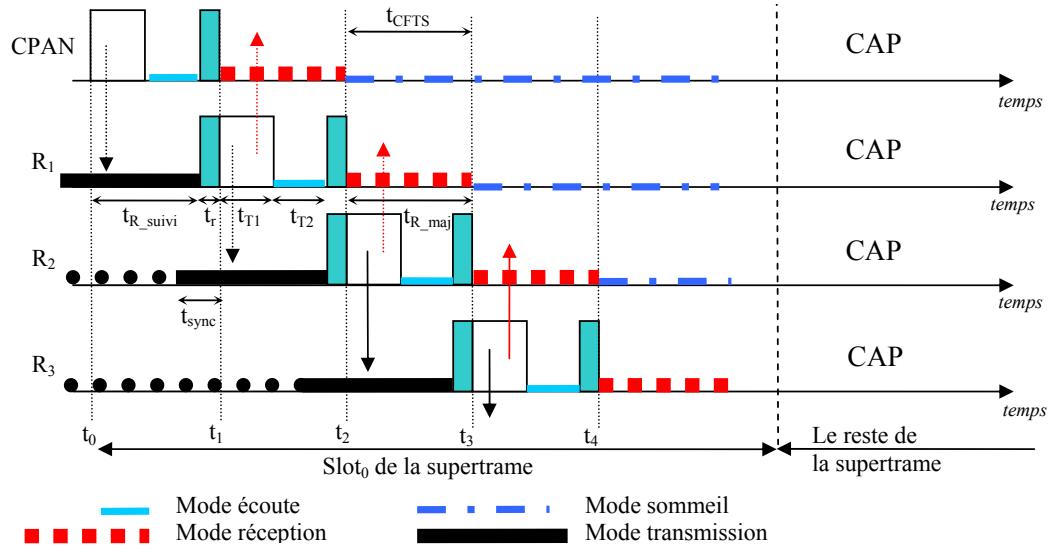 t_CFTS
CPAN
CAP
temps
R_1
CAP
t_R_suivi t_r t_T1 t_T2 t_R_maj
temps
R_2
CAP
t_sync
temps
R_3
CAP
temps
t_0 t_1 t_2 t_3 t_4
Slot_0 de la supertrame
Le reste de
la supertrame
Mode écoute
Mode sommeil
Mode réception
Mode transmission